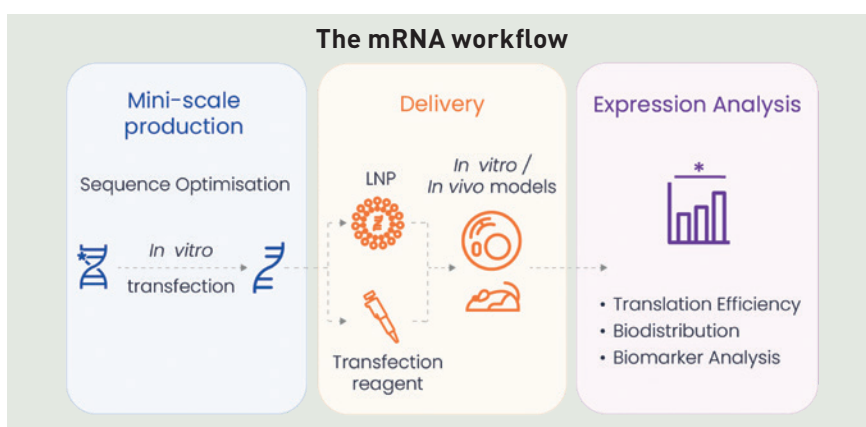 The mRNA workflow
Mini-scale
production
Sequence Optimisation
In vitro
transfection
Delivery
LNP
In vitro /
In vivo models
Transfection
reagent
Expression Analysis
*
• Translation Efficiency
• Biodistribution
• Biomarker Analysis